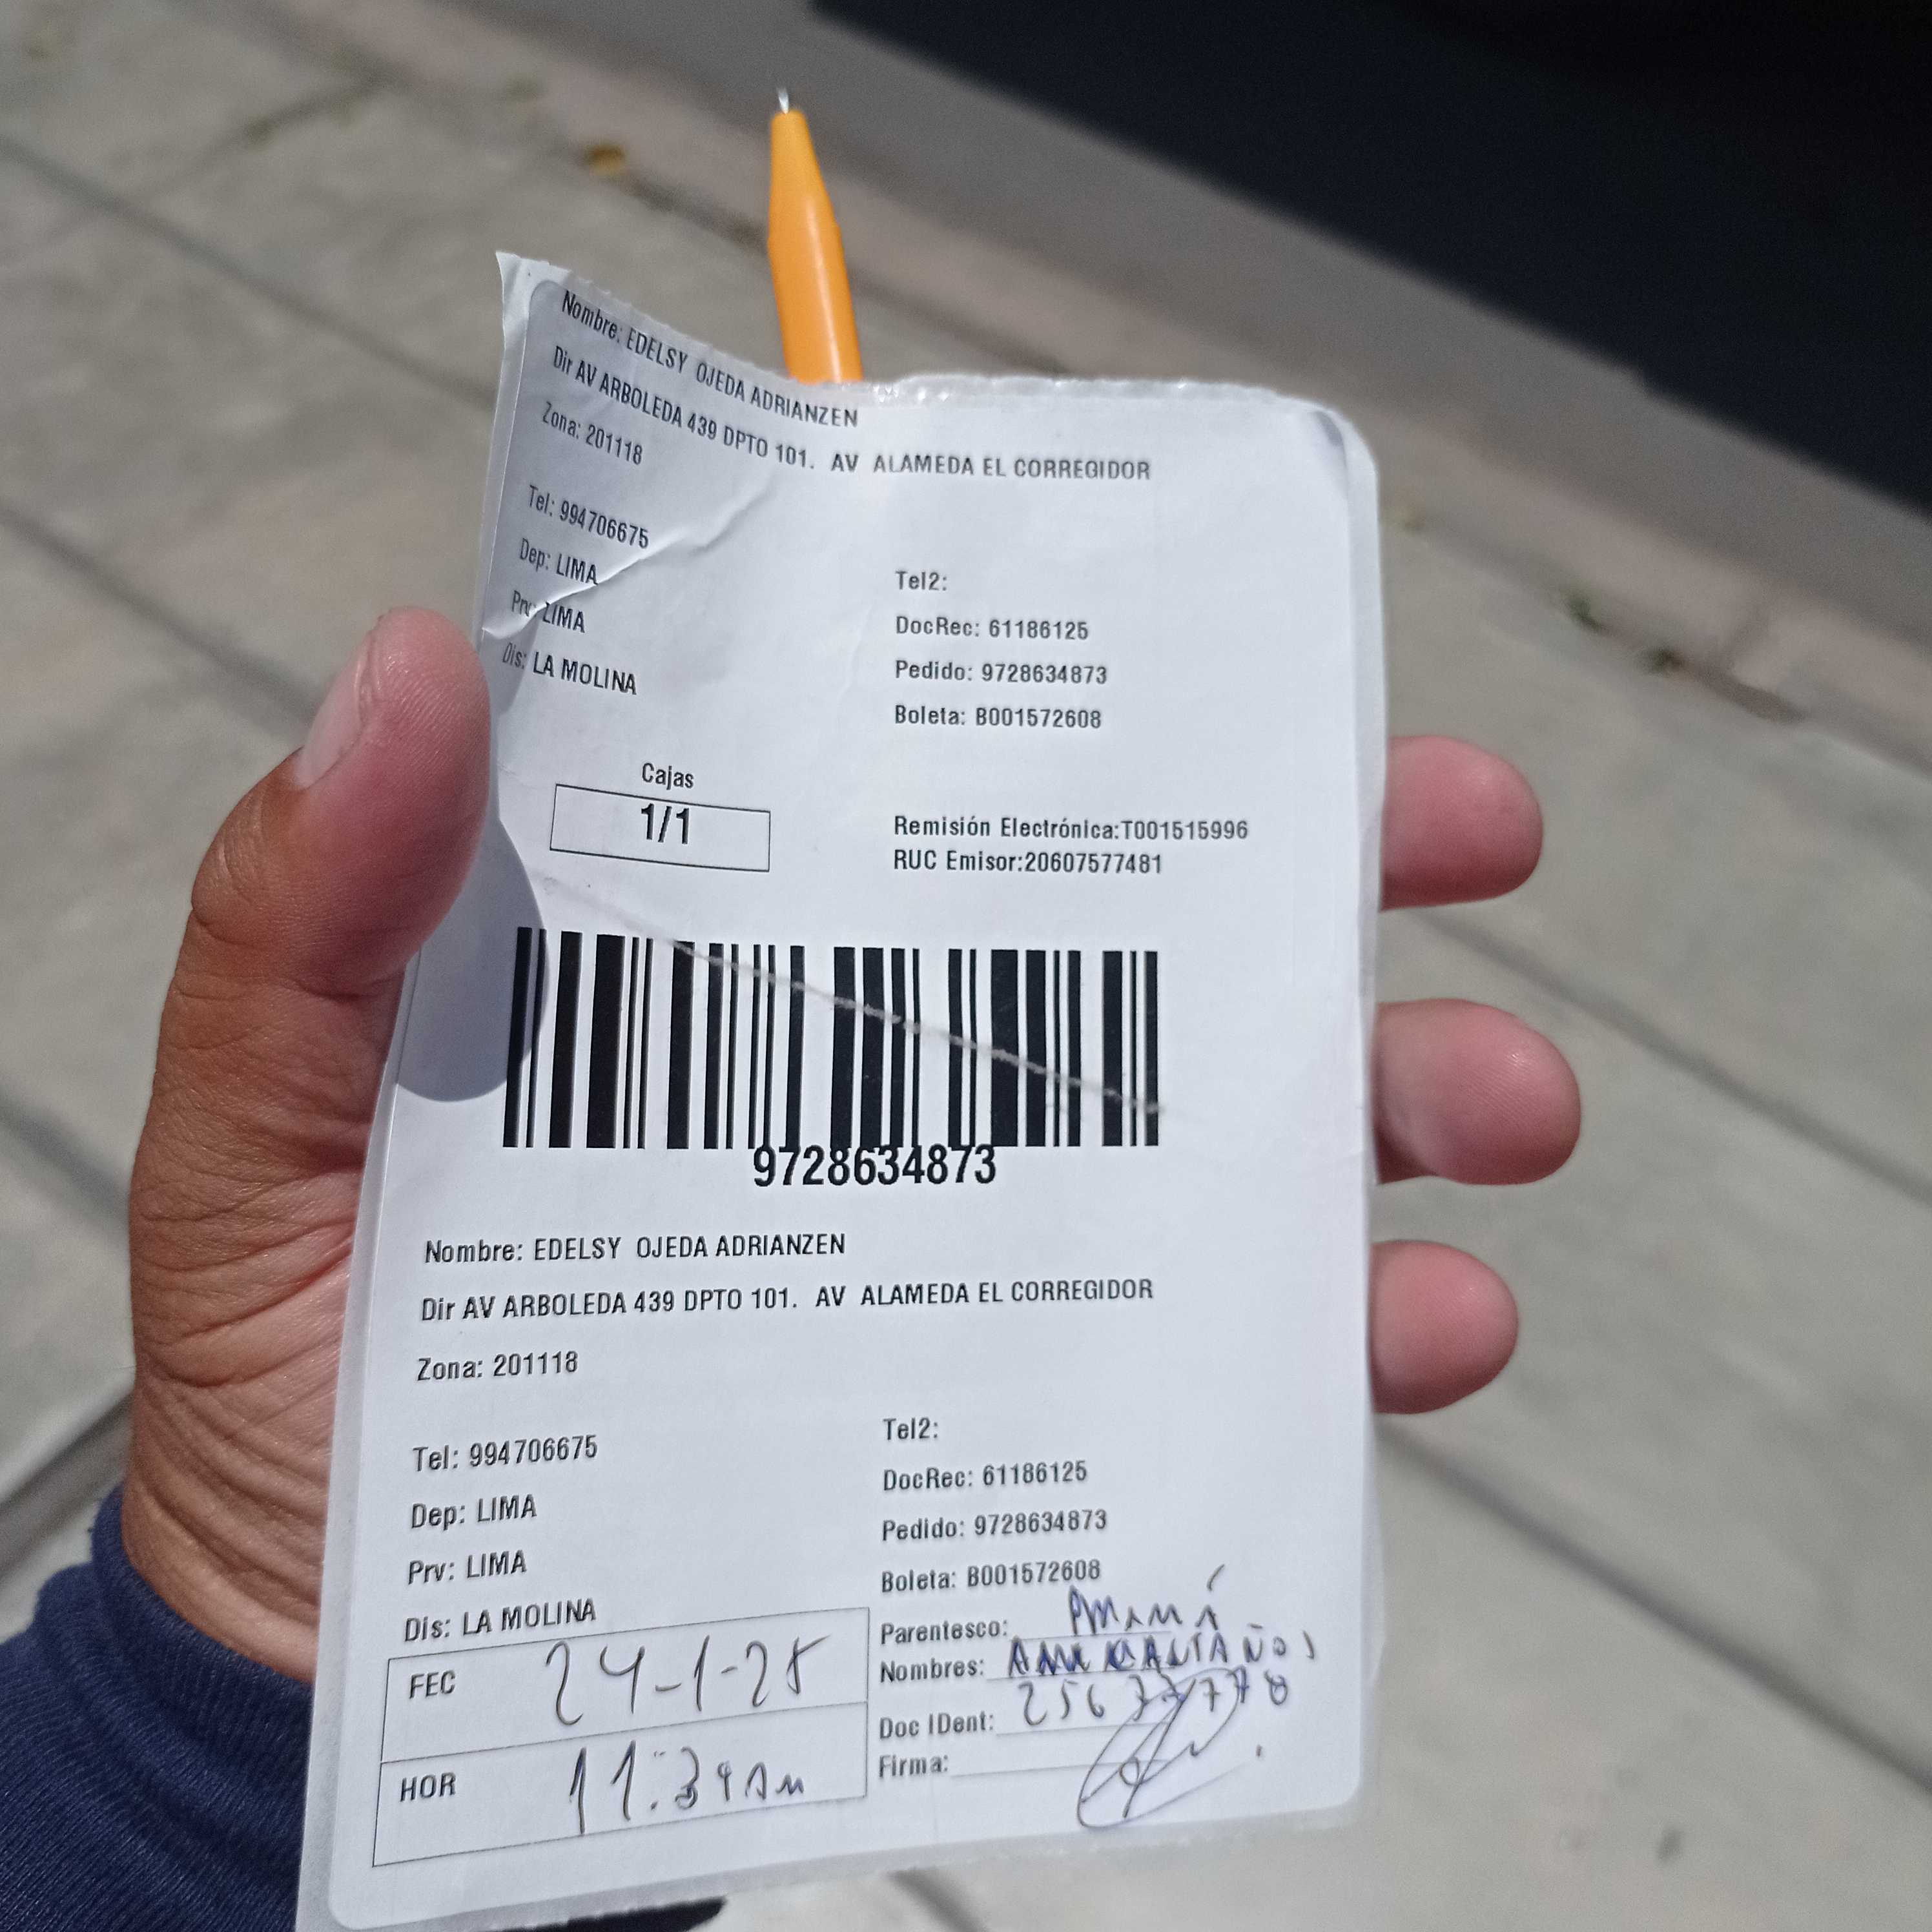 Nombre: EDELSY OJEDA ADRIANZEN
Dir AV ARBOLEDA 439 DPTO 101. AV ALAMEDA EL CORREGIDOR
Zona: 201118
Tel: 994706675
Dep: LIMA
Prv: LIMA
Dis: LA MOLINA
Tel2:
DocRec: 61186125
Pedido: 9728634873
Boleta: B001572608
Cajas
1/1
Remisión Electrónica:T001515996
RUC Emisor:20607577481
9728634873
Nombre: EDELSY OJEDA ADRIANZEN
Dir AV ARBOLEDA 439 DPTO 101. AV ALAMEDA EL CORREGIDOR
Zona: 201118
Tel: 994706675
Dep: LIMA
Prv: LIMA
Dis: LA MOLINA
Tel2:
DocRec: 61186125
Pedido: 9728634873
Boleta: B001572608
FEC 24-1-25
HOR
Parentesco:
Nombres:
Doc IDent:
Firma: